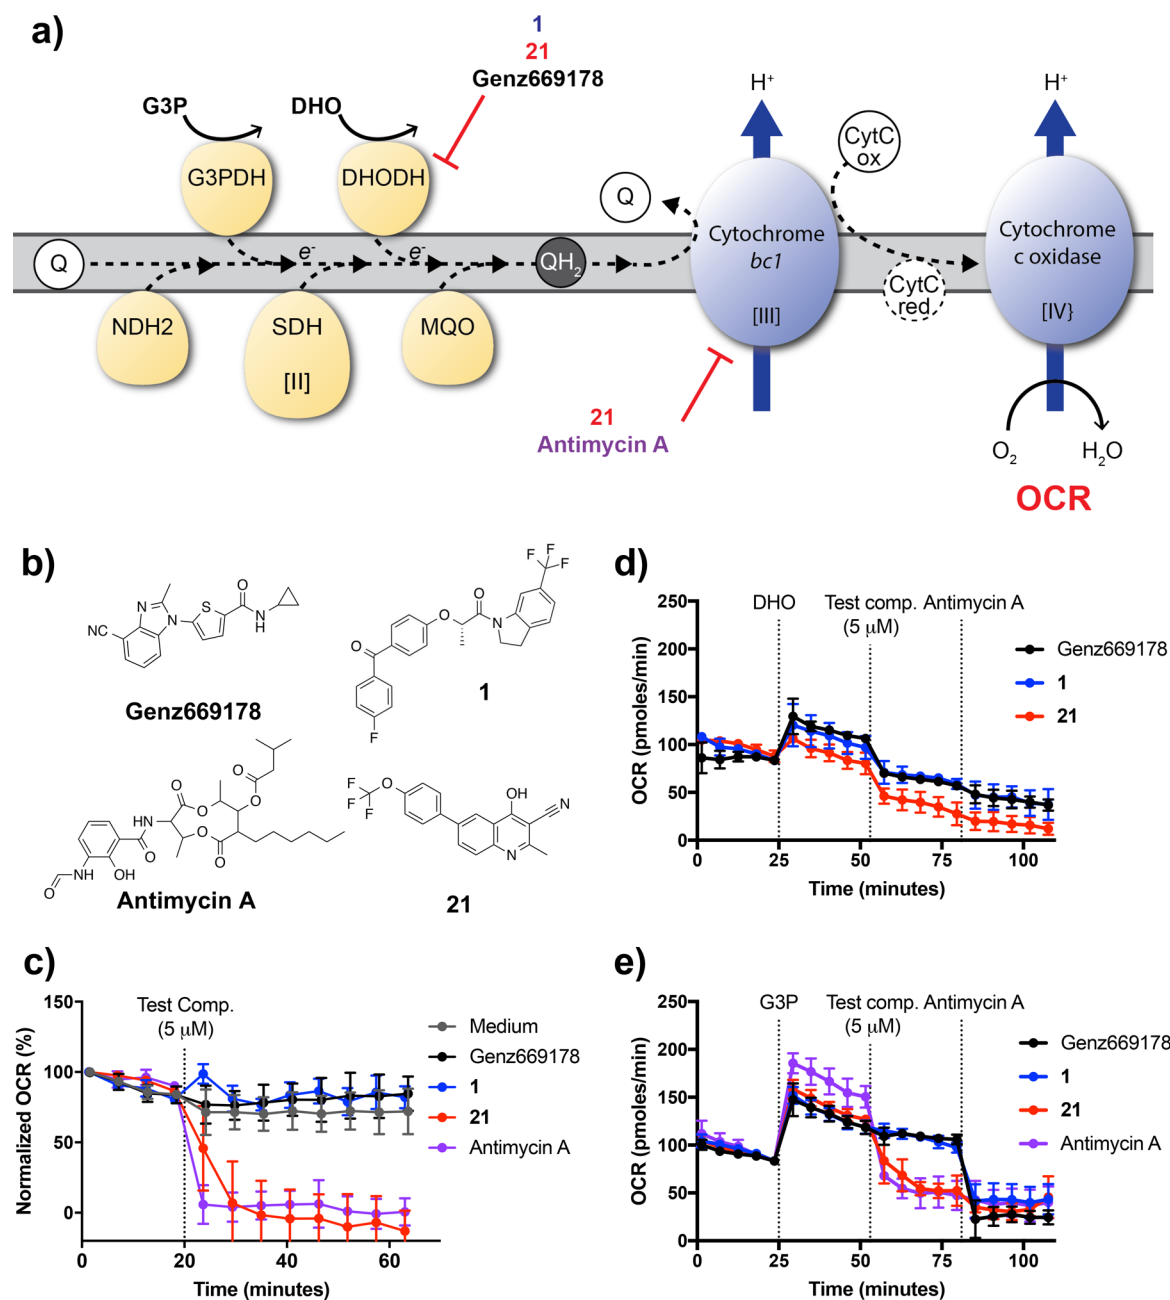 a)
1
21
Genz669178
G3P
DHO
H+
H+
G3PDH
DHODH
CytC
ox
Q
Cytochrome
bc1
[III]
Cytochrome
c oxidase
[IV}
Q
e-
e-
QH2
CytC
red
NDH2
SDH
[II]
MQO
21
Antimycin A
O2
H2O
OCR
b)
N
N
NC
S
O
N
H
Genz669178
F
F
F
O
O
N
O
F
1
O
O
O
O
O
O
O
NH
NH
OH
O
Antimycin A
F
F
F
O
OH
CN
N
21
c)
Test Comp.
(5 µM)
Normalized OCR (%)
150
100
50
0
0
20
40
60
Time (minutes)
Medium
Genz669178
1
21
Antimycin A
d)
DHO
Test comp.
(5 µM)
Antimycin A
OCR (pmoles/min)
250
200
150
100
50
0
0
25
50
75
100
Time (minutes)
Genz669178
1
21
e)
G3P
Test comp.
(5 µM)
Antimycin A
OCR (pmoles/min)
250
200
150
100
50
0
0
25
50
75
100
Time (minutes)
Genz669178
1
21
Antimycin A